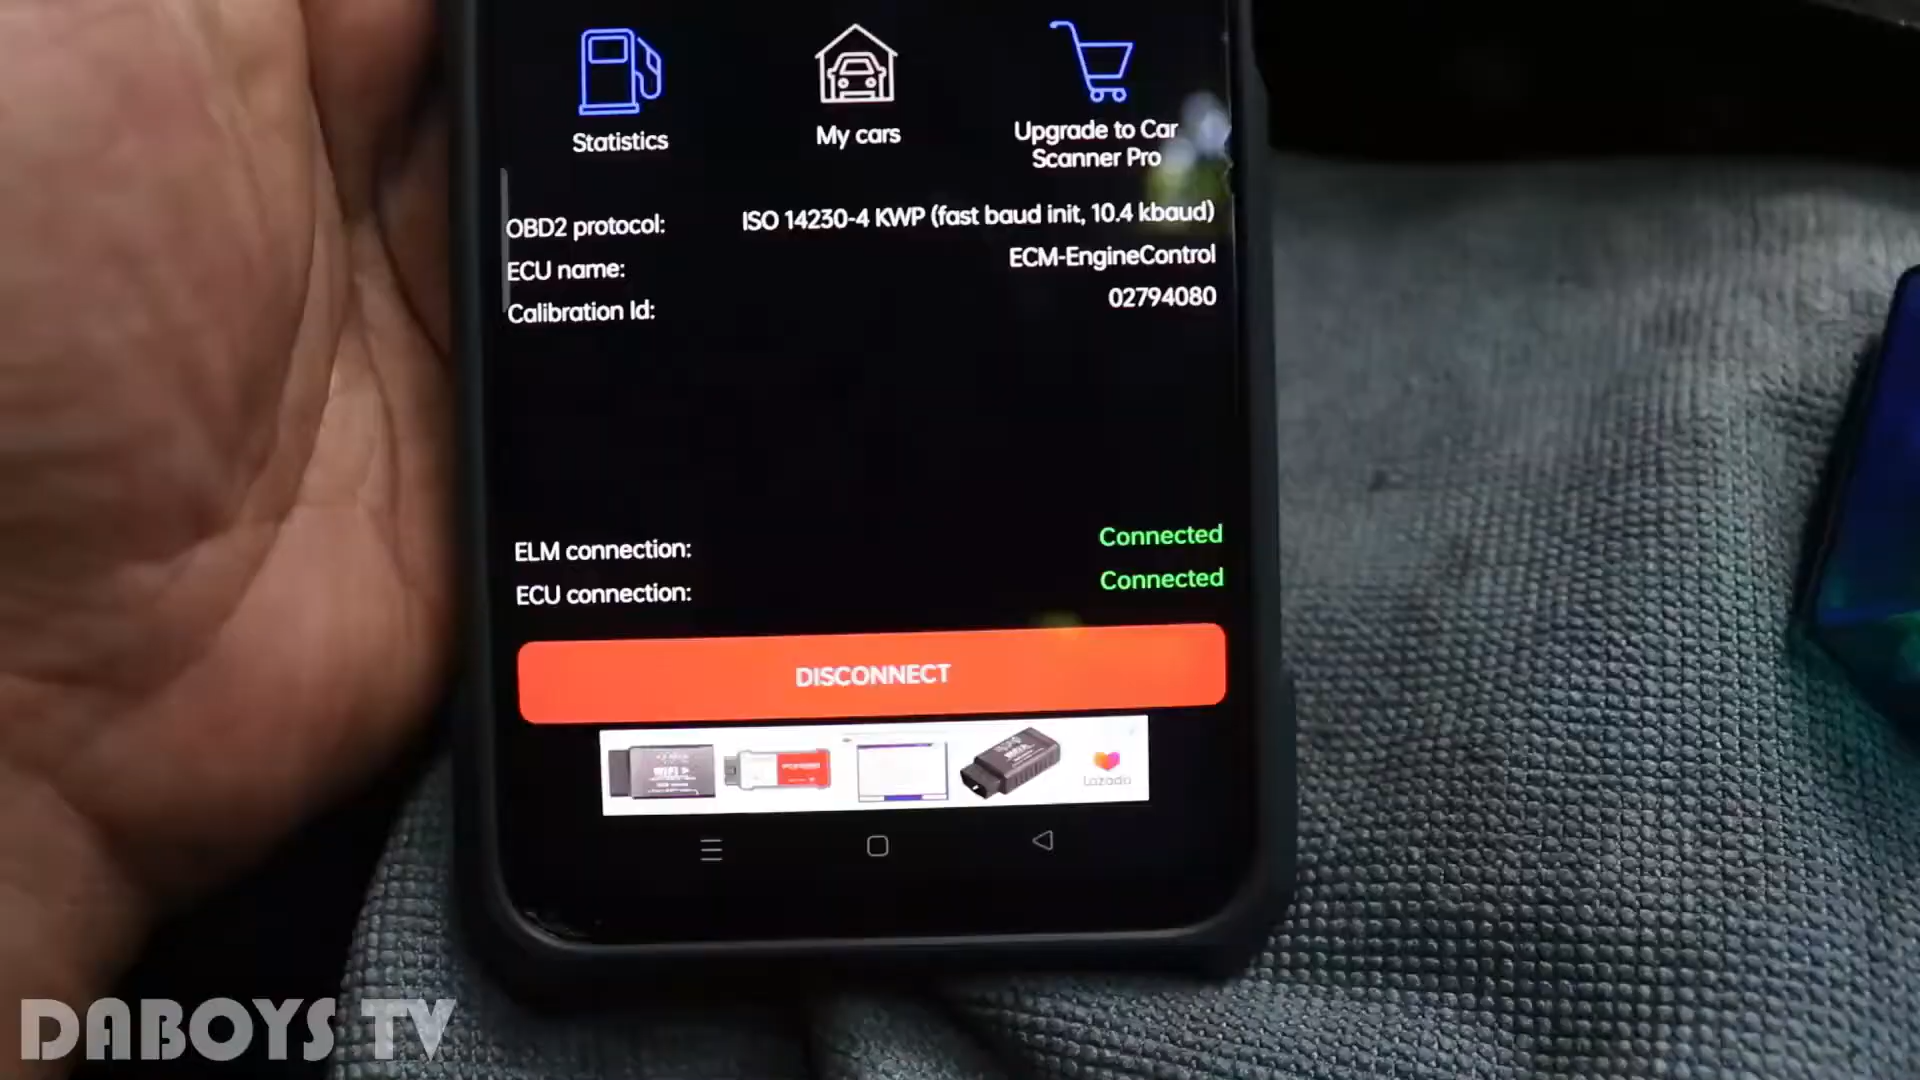 Statistics
My cars
Upgrade to Car
Scanner Pro
OBD2 protocol:
ISO 14230-4 KWP (fast baud init, 10.4 kbaud)
ECU name:
ECM-EngineControl
Calibration Id:
02794080
ELM connection:
Connected
ECU connection:
Connected
DISCONNECT
WiFi
Lazada
DABOYS TV